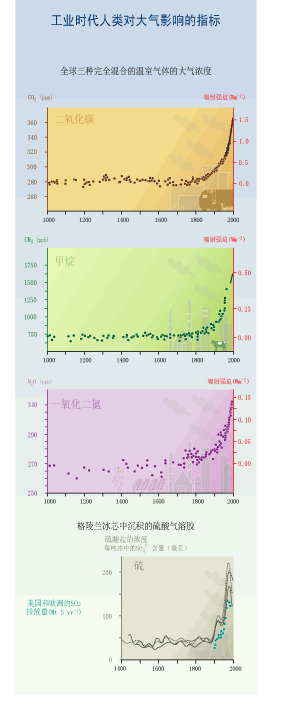 工业时代人类对大气影响的指标
全球三种完全混合的温室气体的大气浓度
CO₂ (ppm) 辐射强迫(Wm⁻²)
二氧化碳
360 340 320 300 280 260
1.5 1.0 0.5 0.0
1000 1200 1400 1600 1800 2000
CH₄ (ppb) 辐射强迫(Wm⁻²)
甲烷
1750 1500 1250 1000 750
0.50 0.25 0.00
1000 1200 1400 1600 1800 2000
N₂O (ppb) 辐射强迫(Wm⁻²)
一氧化二氮
310 290 270 250
0.15 0.10 0.05 0.00
1000 1200 1400 1600 1800 2000
格陵兰冰芯中沉积的硫酸气溶胶
硫酸盐的浓度
每吨冰中的SO₄²⁻ 含量 (毫克)
硫
200 100 0
美国和欧洲的SO₂
排放量(Mt S yr⁻¹)
1400 1600 1800 2000